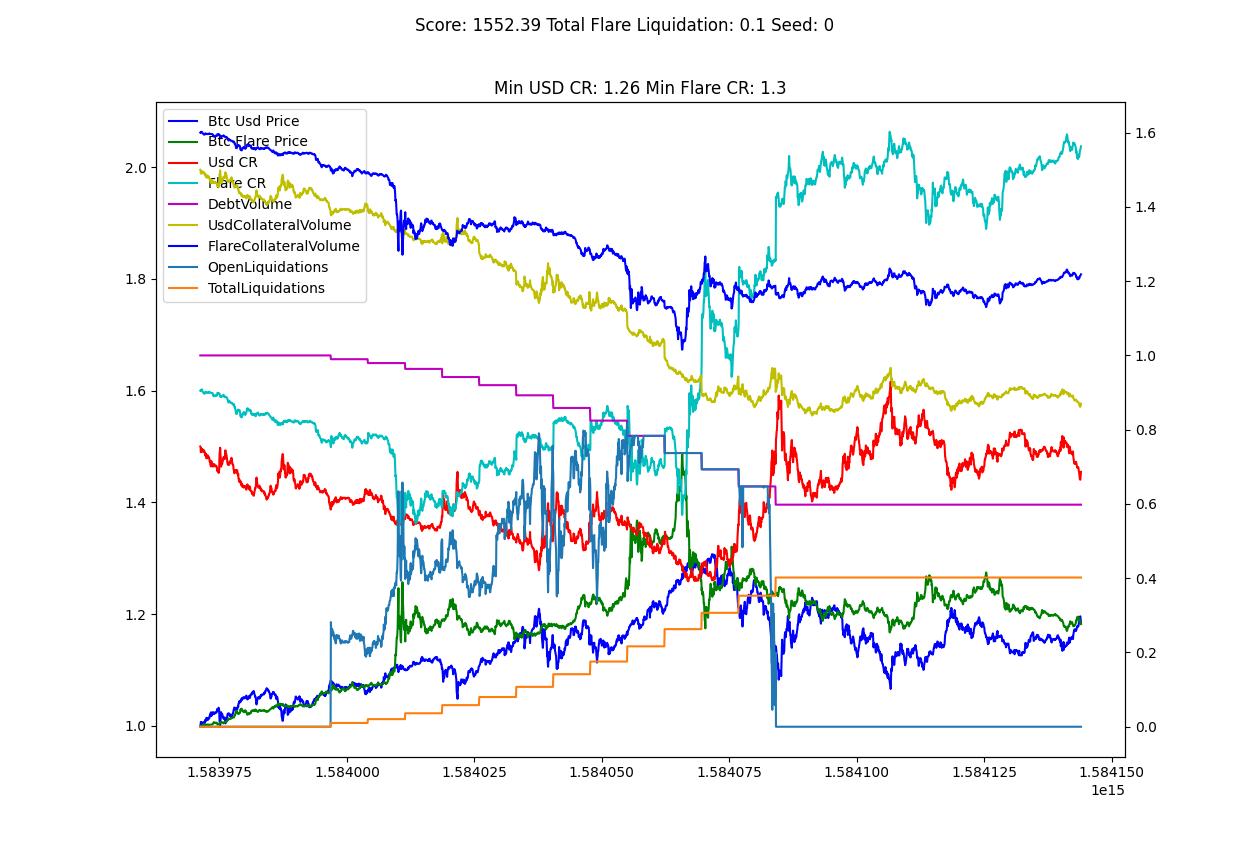 Score: 1552.39 Total Flare Liquidation: 0.1 Seed: 0
Min USD CR: 1.26 Min Flare CR: 1.3
Btc Usd Price
Btc Flare Price
Usd CR
Flare CR
DebtVolume
UsdCollateralVolume
FlareCollateralVolume
OpenLiquidations
TotalLiquidations
2.0
1.8
1.6
1.4
1.2
1.0
1.6
1.4
1.2
1.0
0.8
0.6
0.4
0.2
0.0
1.583975 1.584000 1.584025 1.584050 1.584075 1.584100 1.584125 1.584150
1e15